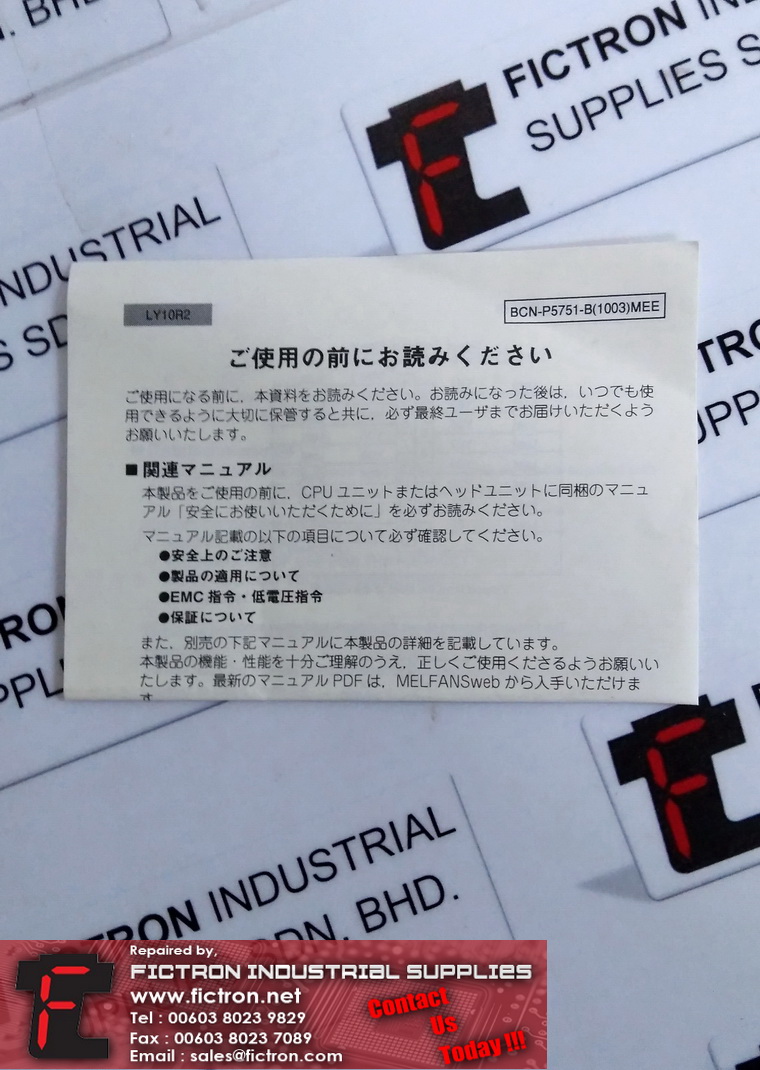 . BHD.
FICTRON IN
SUPPLIES S
NDUSTRIAL
S SD
TRO
UPP
LY10R2
BCN-P5751-B(1003)MEE
ご使用の前にお読みください
ご使用になる前に，本資料をお読みください。お読みになった後は，いつでも使
用できるように大切に保管すると共に，必ず最終ユーザまでお届けいただくよう
お願いいたします。
■関連マニュアル
本製品をご使用の前に，CPUユニットまたはヘッドユニットに同梱のマニュ
アル「安全にお使いいただくために」を必ずお読みください。
マニュアル記載の以下の項目について必ず確認してください。
●安全上のご注意
●製品の適用について
●EMC指令・低電圧指令
●保証について
また，別売の下記マニュアルに本製品の詳細を記載しています。
本製品の機能・性能を十分ご理解のうえ，正しくご使用くださるようお願いい
たします。最新のマニュアルPDFは，MELFANSwebから入手いただけま
す
RON
PPL
TRON INDUSTRIAL
SDN. BHD.
Repaired by,
FICTRON INDUSTRIAL SUPPLIES
www.fictron.net
Tel : 00603 8023 9829
Fax : 00603 8023 7089
Email : sales@fictron.com
Contact
Us
Today !!!